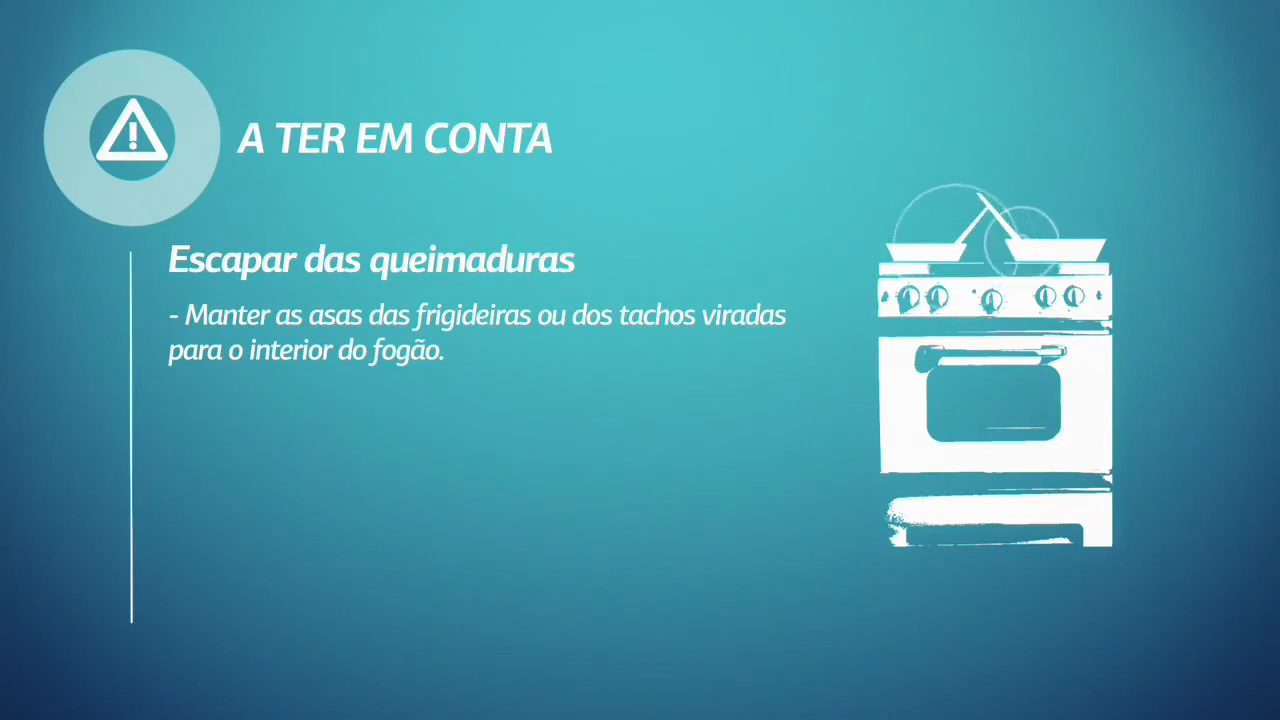 A TER EM CONTA
Escapar das queimaduras
- Manter as asas das frigideiras ou dos tachos viradas
para o interior do fogão.